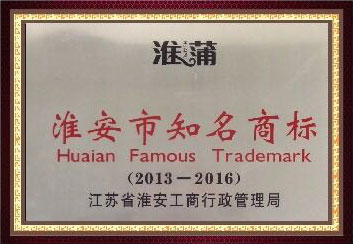 淮蒲
淮安市知名商标
Huaian Famous Trademark
(2013－2016)
江苏省淮安工商行政管理局